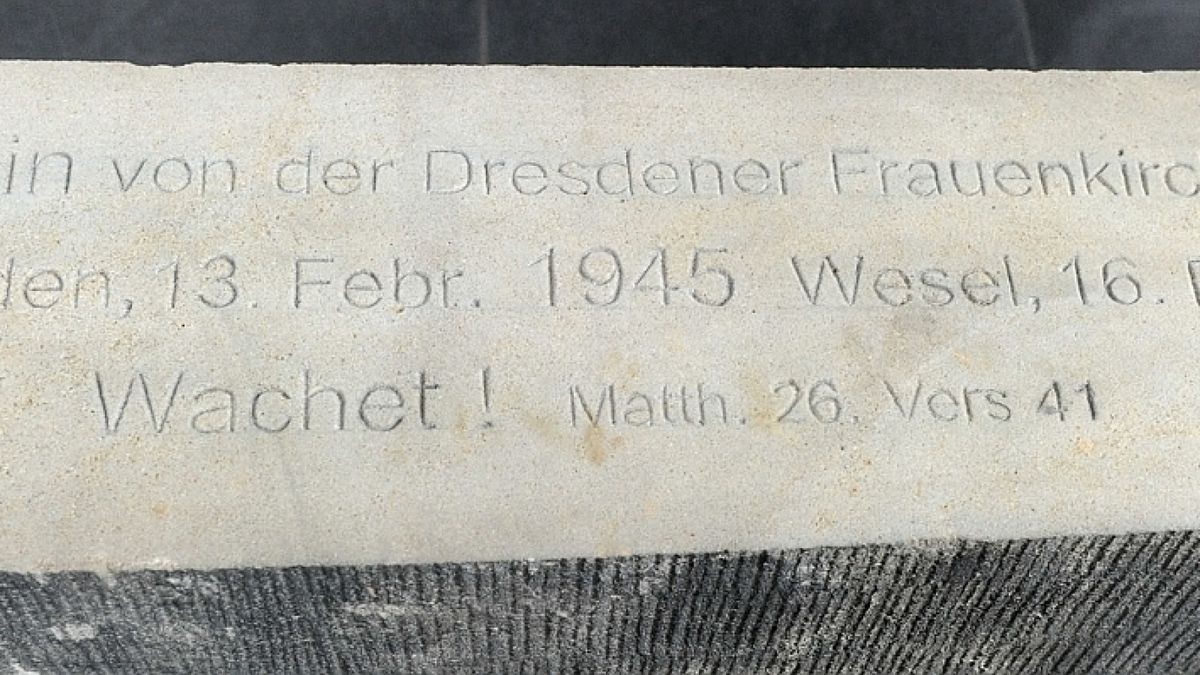 in von der Dresdener Frauenkirc
den, 13. Febr. 1945 Wesel, 16.
Wachet ! Matth. 26. Vers 41